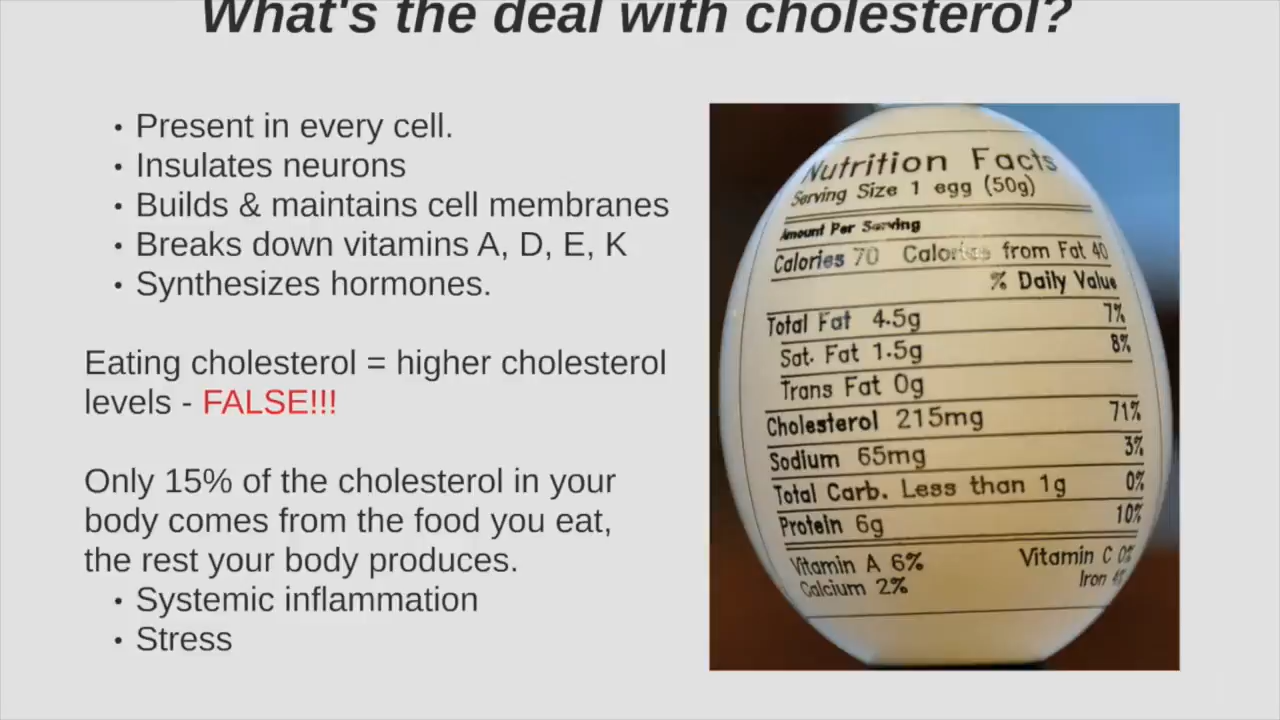 What's the deal with cholesterol?
• Present in every cell.
• Insulates neurons
• Builds & maintains cell membranes
• Breaks down vitamins A, D, E, K
• Synthesizes hormones.
Eating cholesterol = higher cholesterol
levels - FALSE!!!
Only 15% of the cholesterol in your
body comes from the food you eat,
the rest your body produces.
• Systemic inflammation
• Stress
Nutrition Facts
Serving Size 1 egg (50g)
Amount Per Serving
Calories 70 Calories from Fat 40
% Daily Value
Total Fat 4.5g 7%
Sat. Fat 1.5g 8%
Trans Fat 0g
Cholesterol 215mg 71%
Sodium 65mg 3%
Total Carb. Less than 1g 0%
Protein 6g 10%
Vitamin A 6% Vitamin C 0%
Calcium 2% Iron